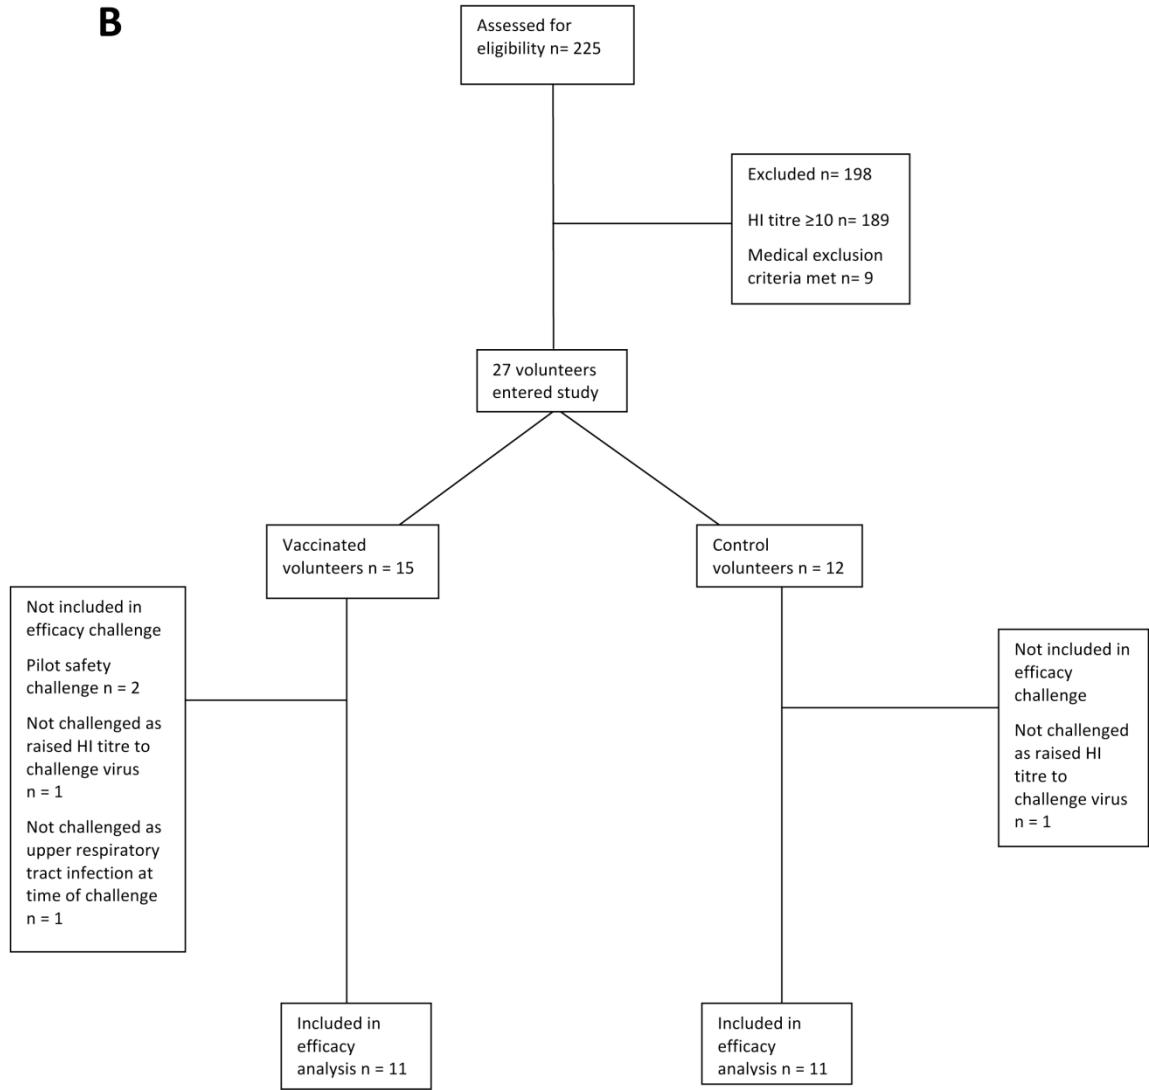 B
Assessed for
eligibility n= 225
Excluded n= 198
HI titre ≥10 n= 189
Medical exclusion
criteria met n= 9
27 volunteers
entered study
Vaccinated
volunteers n = 15
Control
volunteers n = 12
Not included in
efficacy challenge
Pilot safety
challenge n = 2
Not challenged as
raised HI titre to
challenge virus
n = 1
Not challenged as
upper respiratory
tract infection at
time of challenge
n = 1
Not included in
efficacy
challenge
Not challenged
as raised HI
titre to
challenge virus
n = 1
Included in
efficacy
analysis n = 11
Included in
efficacy
analysis n = 11